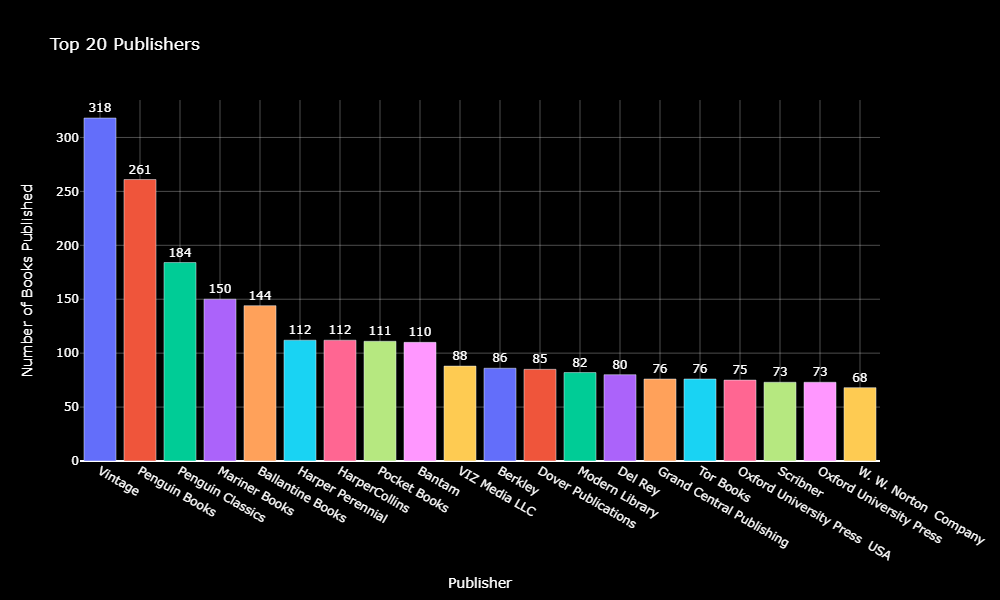 Top 20 Publishers
Number of Books Published
300
250
200
150
100
50
0
318
261
184
150
144
112
112
111
110
88
86
85
82
80
76
76
75
73
73
68
Vintage
Penguin Books
Penguin Classics
Mariner Books
Ballantine Books
Harper Perennial
HarperCollins
Pocket Books
Bantam
VIZ Media LLC
Berkley
Dover Publications
Modern Library
Del Rey
Grand Central Publishing
Tor Books
Oxford University Press  USA
Scribner
Oxford University Press
W. W. Norton  Company
Publisher